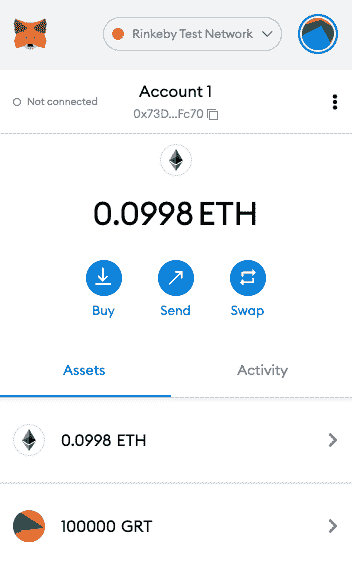 Rinkeby Test Network
Not connected
Account 1
0x73D...Fc70
0.0998 ETH
Buy
Send
Swap
Assets
Activity
0.0998 ETH
100000 GRT